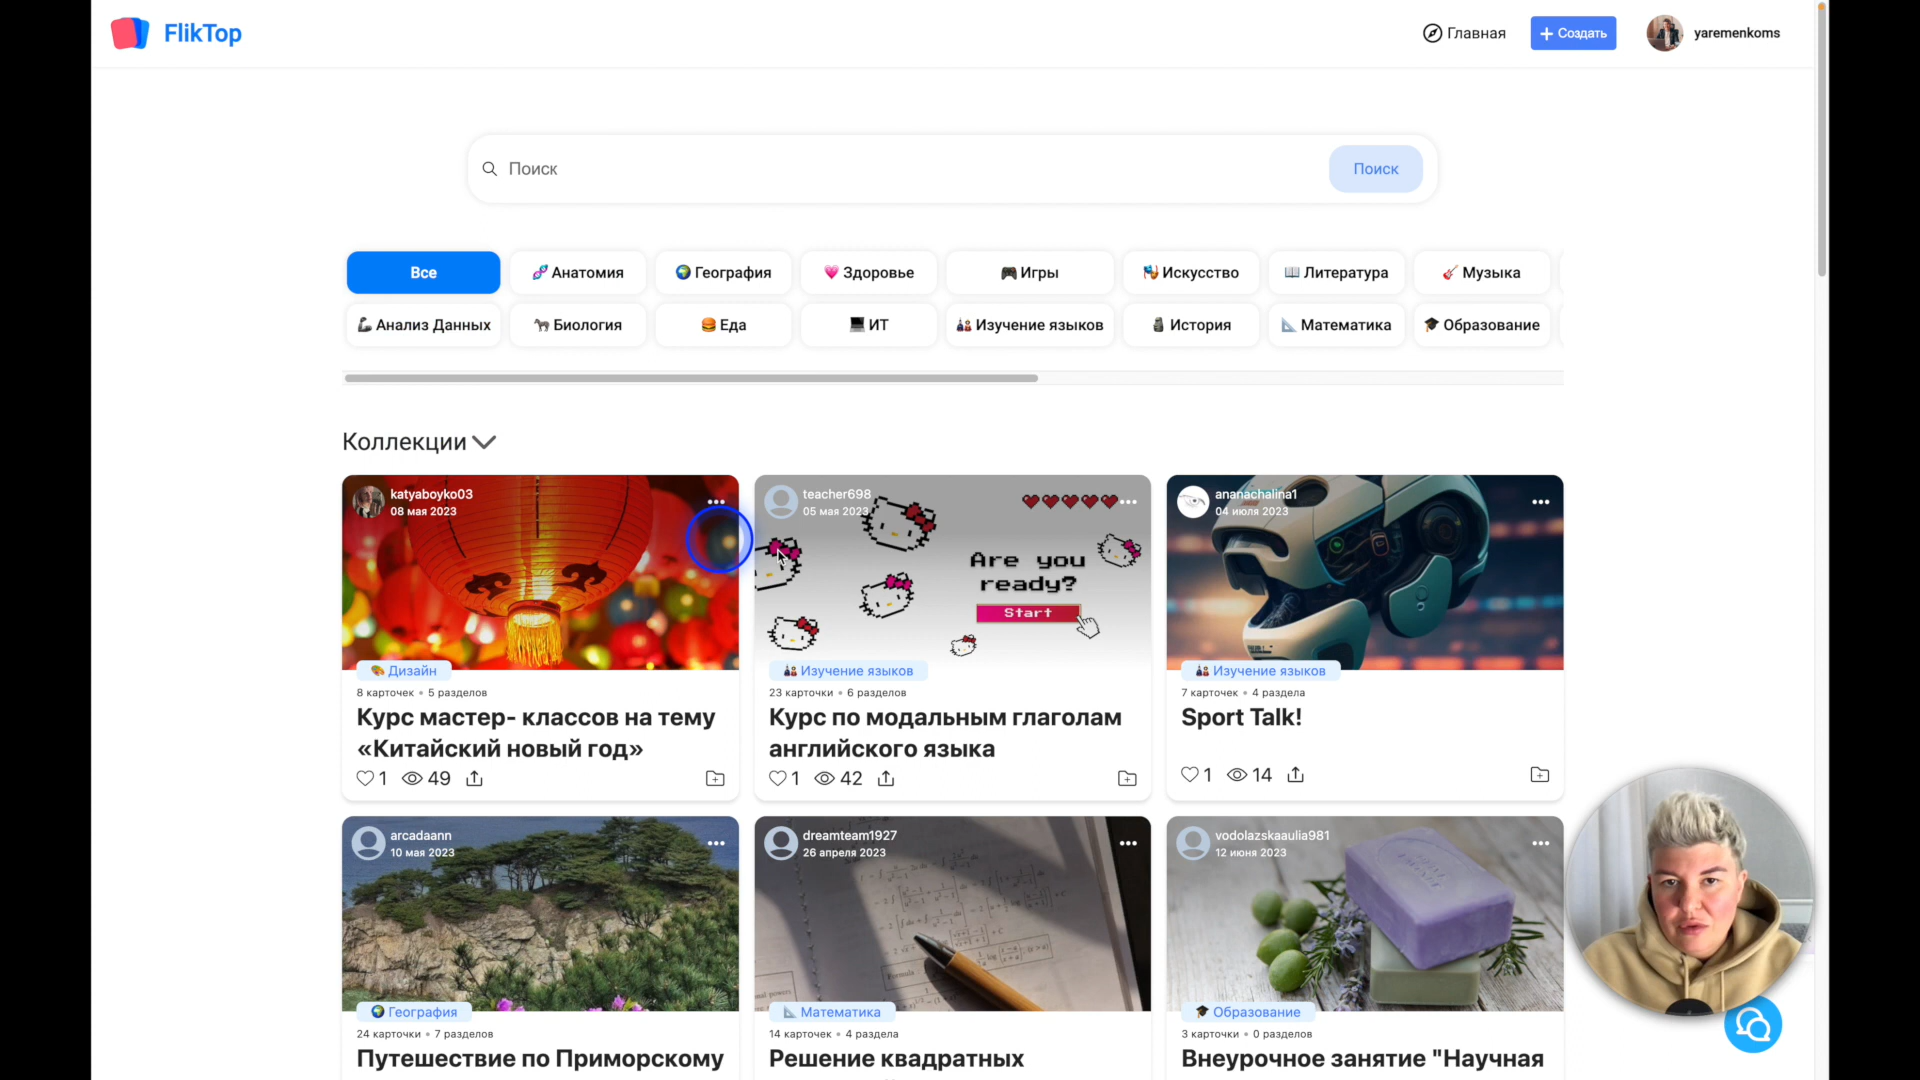 FlikTop
Главная
Создать
yaremenkoms
Поиск
Поиск
Все
Анатомия
География
Здоровье
Игры
Искусство
Литература
Музыка
Анализ Данных
Биология
Еда
ИТ
Изучение языков
История
Математика
Образование
Коллекции
katyaboyko03
08 мая 2023
Дизайн
8 карточек • 5 разделов
Курс мастер- классов на тему
«Китайский новый год»
1
49
teacher698
05 мая 2023
Are you
ready?
Start
Изучение языков
23 карточки • 6 разделов
Курс по модальным глаголам
английского языка
1
42
ananachalina1
04 июля 2023
Изучение языков
7 карточек • 4 раздела
Sport Talk!
1
14
arcadaann
10 мая 2023
География
24 карточки • 7 разделов
Путешествие по Приморскому
dreamteam1927
26 апреля 2023
Formula
Математика
14 карточек • 4 раздела
Решение квадратных
vodolazskaaulia981
12 июня 2023
Образование
3 карточки • 0 разделов
Внеурочное занятие "Научная